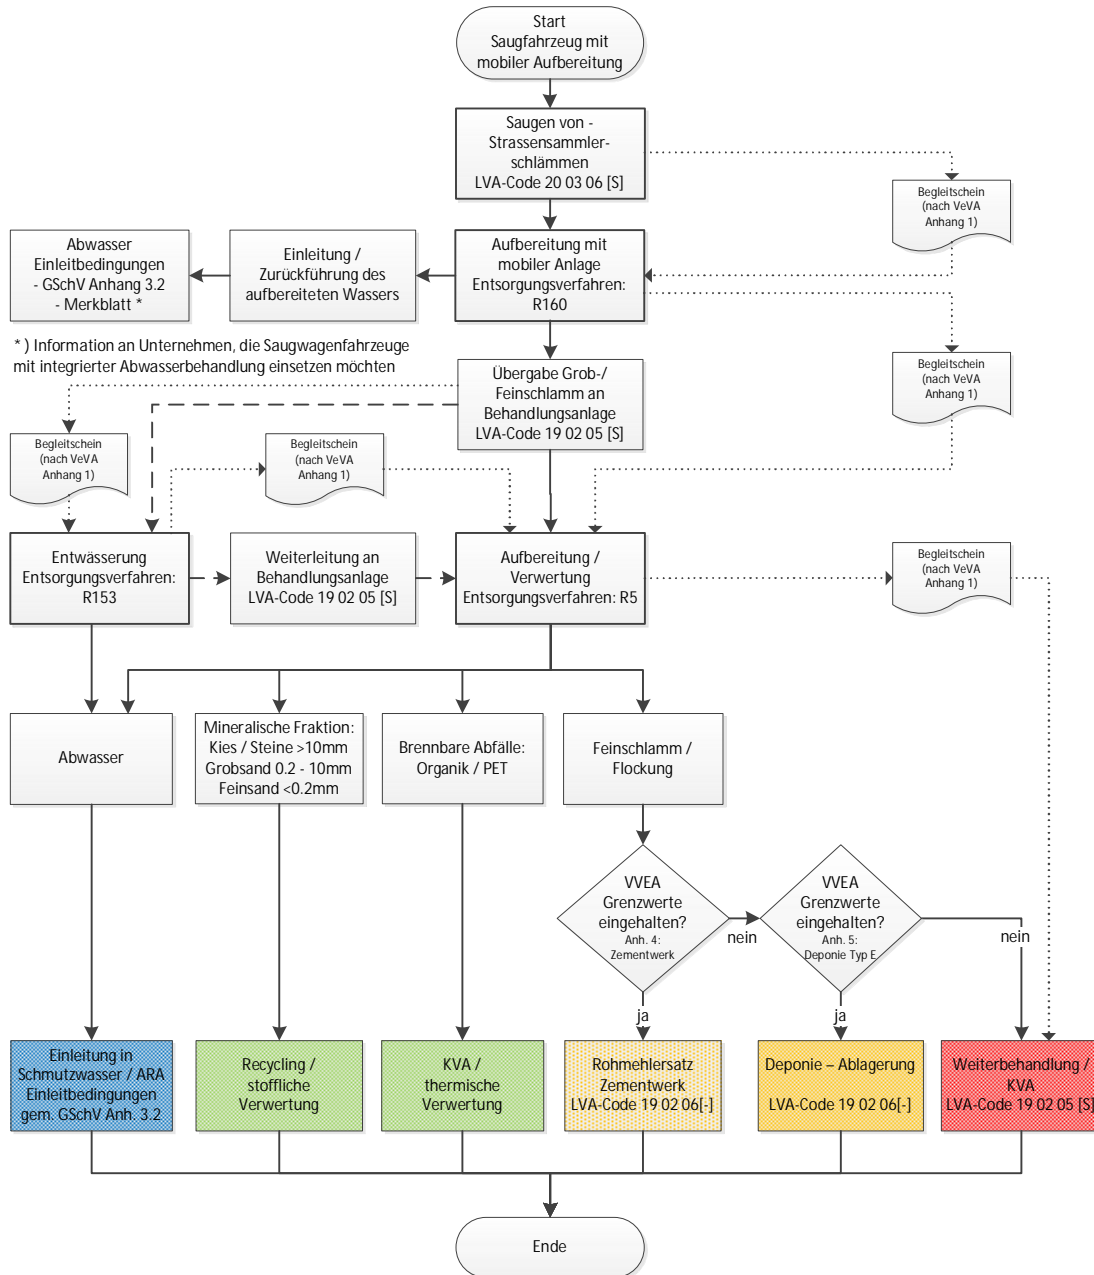 Start
Saugfahrzeug mit
mobiler Aufbereitung
Saugen von -
Strassensammler-
schlämmen
LVA-Code 20 03 06 [S]
Begleitschein
(nach VeVA
Anhang 1)
Abwasser
Einleitbedingungen
- GSchV Anhang 3.2
- Merkblatt *
Einleitung /
Zurückführung des
aufbereiteten Wassers
Aufbereitung mit
mobiler Anlage
Entsorgungsverfahren:
R160
* ) Information an Unternehmen, die Saugwagenfahrzeuge
mit integrierter Abwasserbehandlung einsetzen möchten
Übergabe Grob-/
Feinschlamm an
Behandlungsanlage
LVA-Code 19 02 05 [S]
Begleitschein
(nach VeVA
Anhang 1)
Begleitschein
(nach VeVA
Anhang 1)
Begleitschein
(nach VeVA
Anhang 1)
Entwässerung
Entsorgungsverfahren:
R153
Weiterleitung an
Behandlungsanlage
LVA-Code 19 02 05 [S]
Aufbereitung /
Verwertung
Entsorgungsverfahren: R5
Begleitschein
(nach VeVA
Anhang 1)
Abwasser
Mineralische Fraktion:
Kies / Steine >10mm
Grobsand 0.2 - 10mm
Feinsand <0.2mm
Brennbare Abfälle:
Organik / PET
Feinschlamm /
Flockung
VVEA
Grenzwerte
eingehalten?
Anh. 4:
Zementwerk
nein
VVEA
Grenzwerte
eingehalten?
Anh. 5:
Deponie Typ E
nein
ja
ja
Einleitung in
Schmutzwasser / ARA
Einleitbedingungen
gem. GSchV Anh. 3.2
Recycling /
stoffliche
Verwertung
KVA /
thermische
Verwertung
Rohmehlersatz
Zementwerk
LVA-Code 19 02 06[-]
Deponie – Ablagerung
LVA-Code 19 02 06[-]
Weiterbehandlung /
KVA
LVA-Code 19 02 05 [S]
Ende